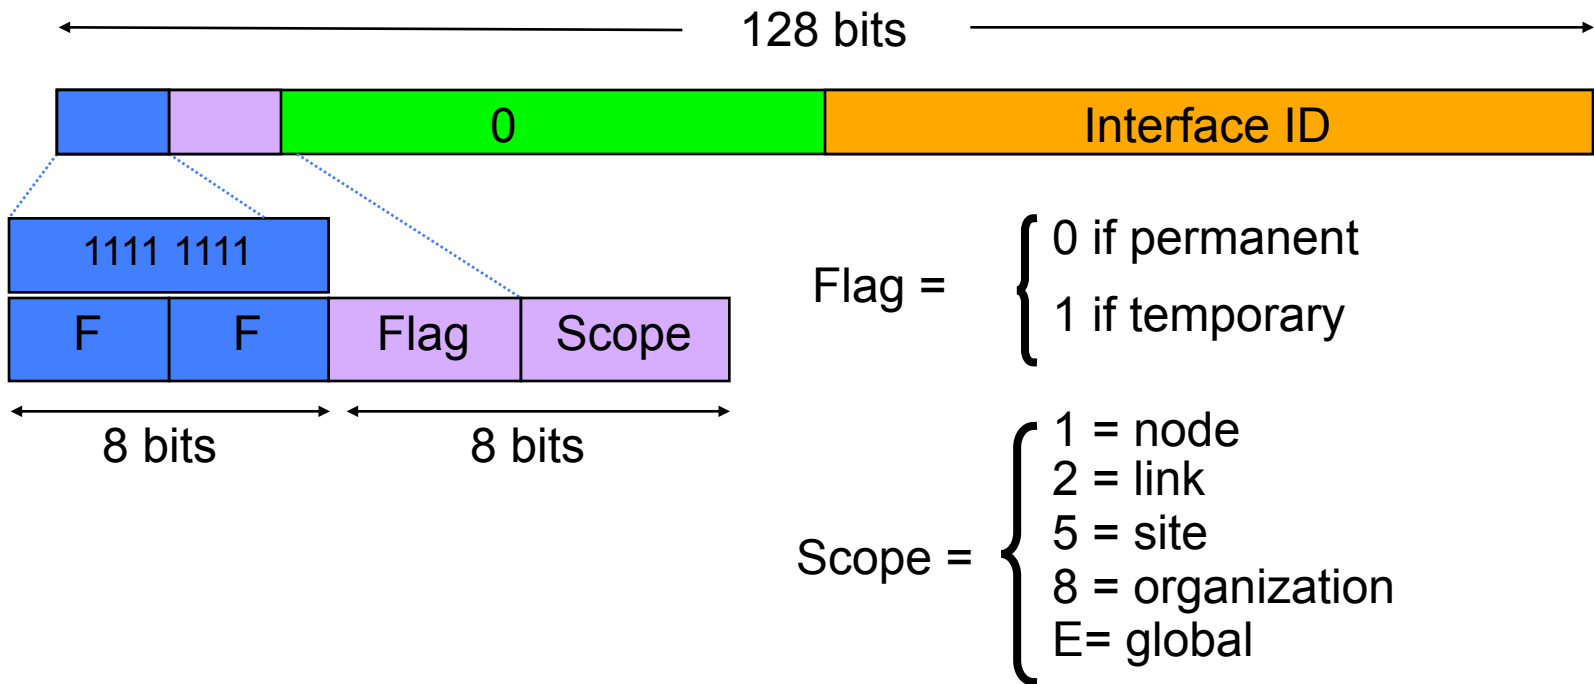 128 bits
0
Interface ID
1111 1111
F
F
Flag
Scope
8 bits
8 bits
Flag =
0 if permanent
1 if temporary
Scope =
1 = node
2 = link
5 = site
8 = organization
E= global